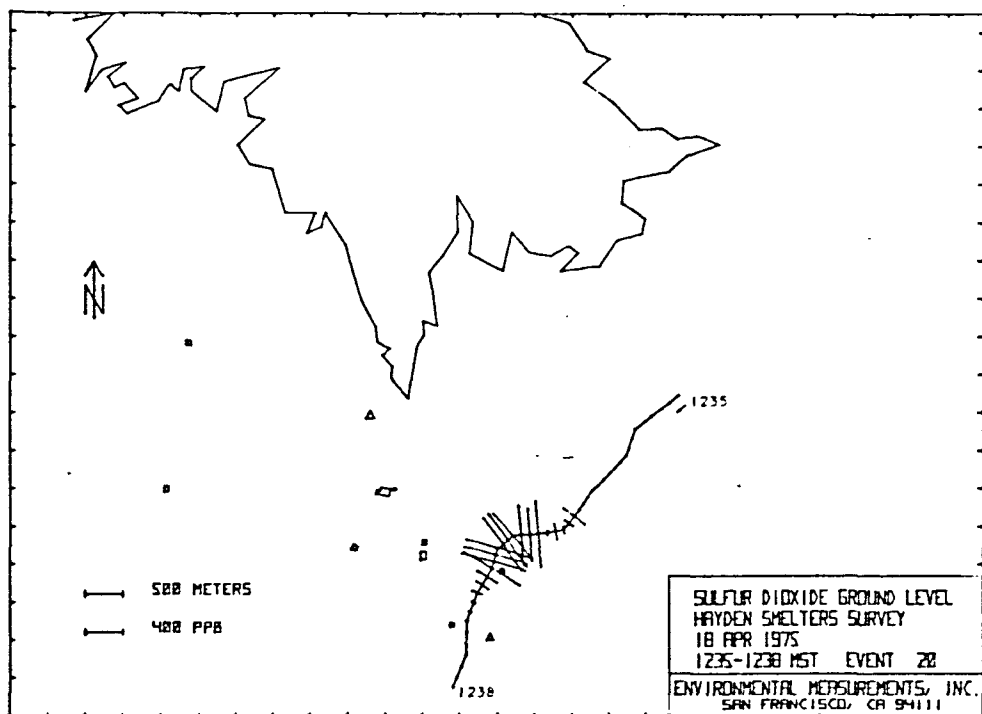 N
1235
500 METERS
400 PPB
1238
SULFUR DIOXIDE GROUND LEVEL
HAYDEN SMELTERS SURVEY
18 APR 1975
1235-1238 MST EVENT 20
ENVIRONMENTAL MEASUREMENTS, INC.
SAN FRANCISCO, CA 94111